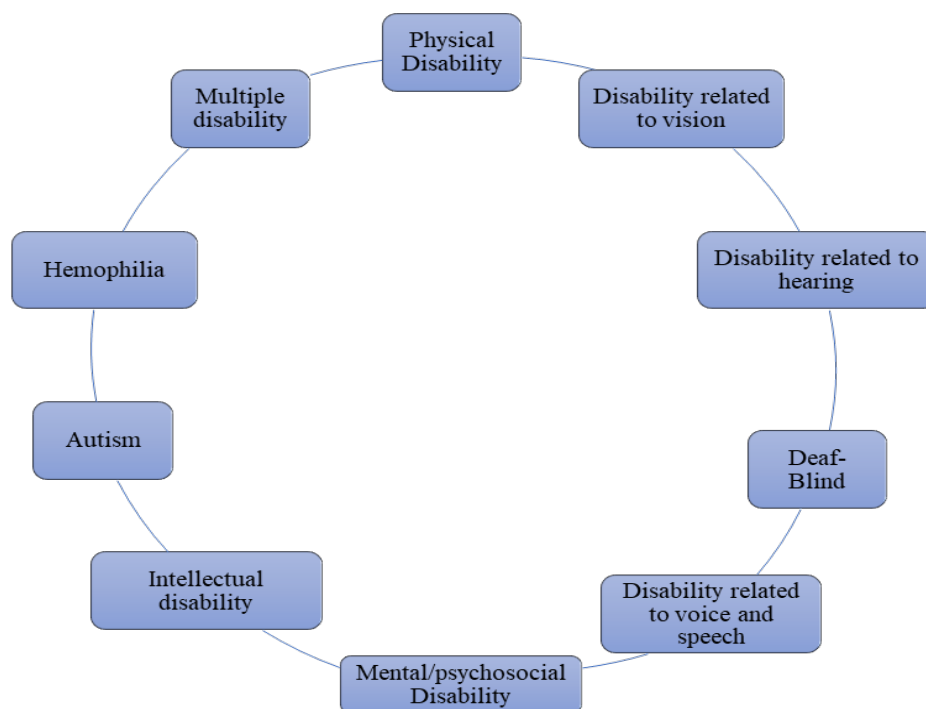 Physical
Disability
Disability related
to vision
Disability related to
hearing
Deaf-
Blind
Disability related
to voice and
speech
Mental/psychosocial
Disability
Intellectual
disability
Autism
Hemophilia
Multiple
disability